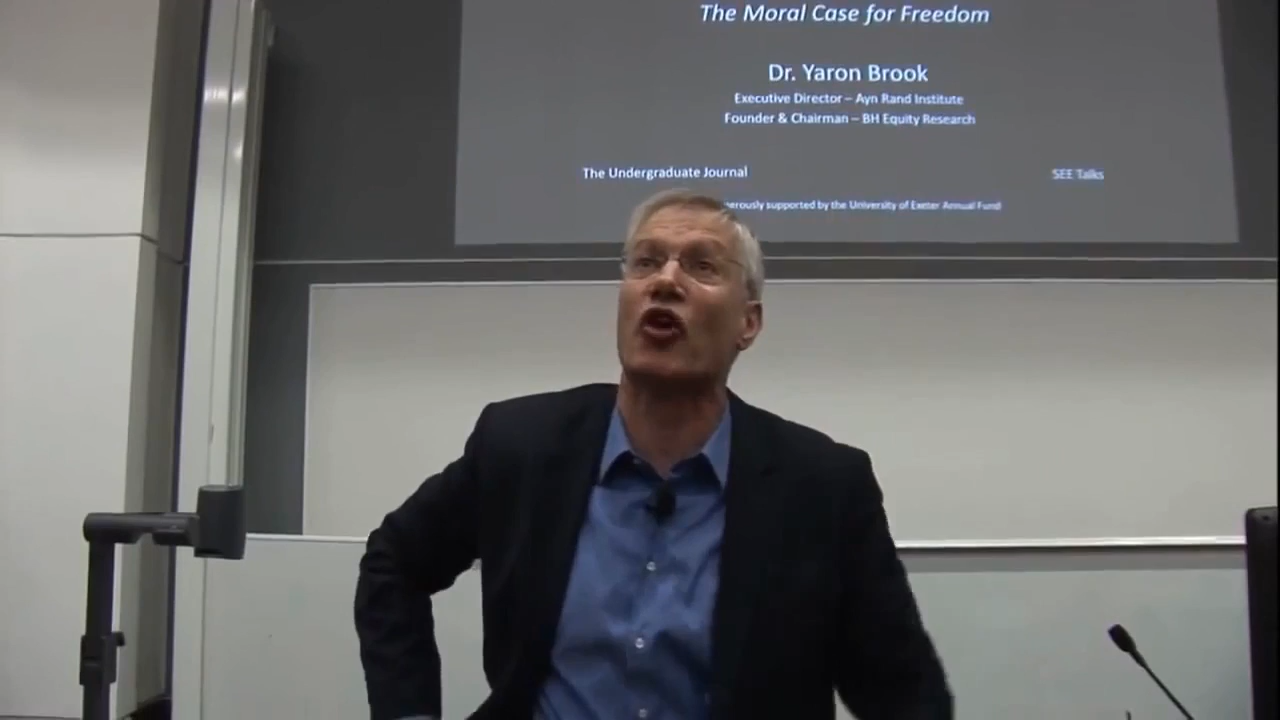 The Moral Case for Freedom
Dr. Yaron Brook
Executive Director – Ayn Rand Institute
Founder & Chairman – BH Equity Research
The Undergraduate Journal
SEE Talks
supported by the University of Exeter Annual Fund